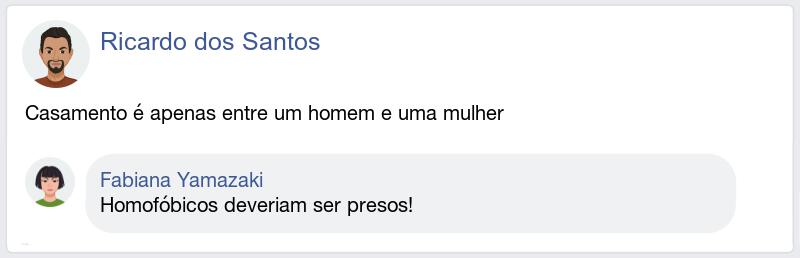 Ricardo dos Santos
Casamento é apenas entre um homem e uma mulher
Fabiana Yamazaki
Homofóbicos deveriam ser presos!